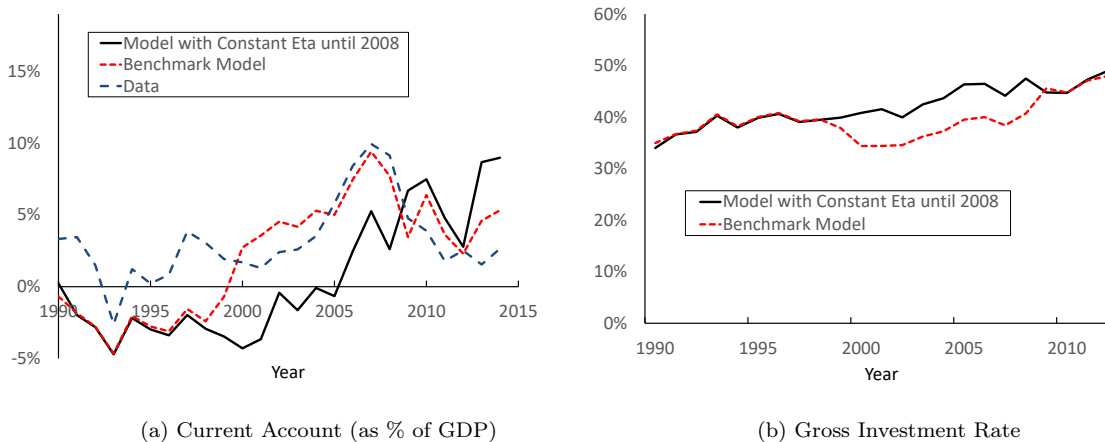 Model with Constant Eta until 2008
Benchmark Model
Data
15%
10%
5%
0%
-5%
1990
1995
2000
2005
2010
2015
Year
(a) Current Account (as % of GDP)
60%
50%
40%
30%
20%
10%
0%
Model with Constant Eta until 2008
Benchmark Model
1990
1995
2000
2005
2010
Year
(b) Gross Investment Rate